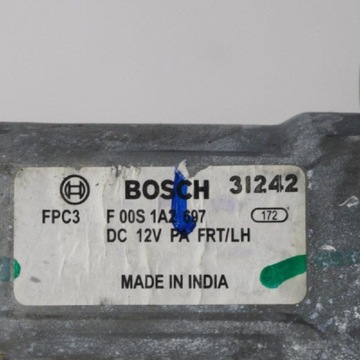 BOSCH 31242
FPC3 F 00S 1A2 697 172
DC 12V PA FRT/LH
MADE IN INDIA